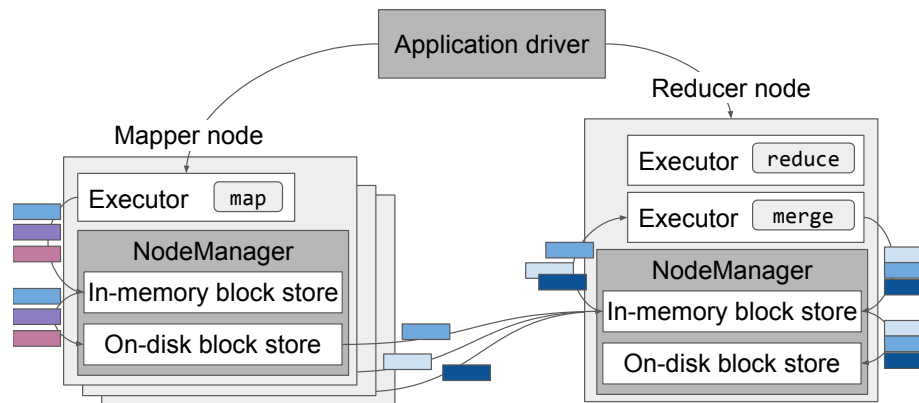 Application driver
Mapper node
Executor map
NodeManager
In-memory block store
On-disk block store
Reducer node
Executor reduce
Executor merge
NodeManager
In-memory block store
On-disk block store